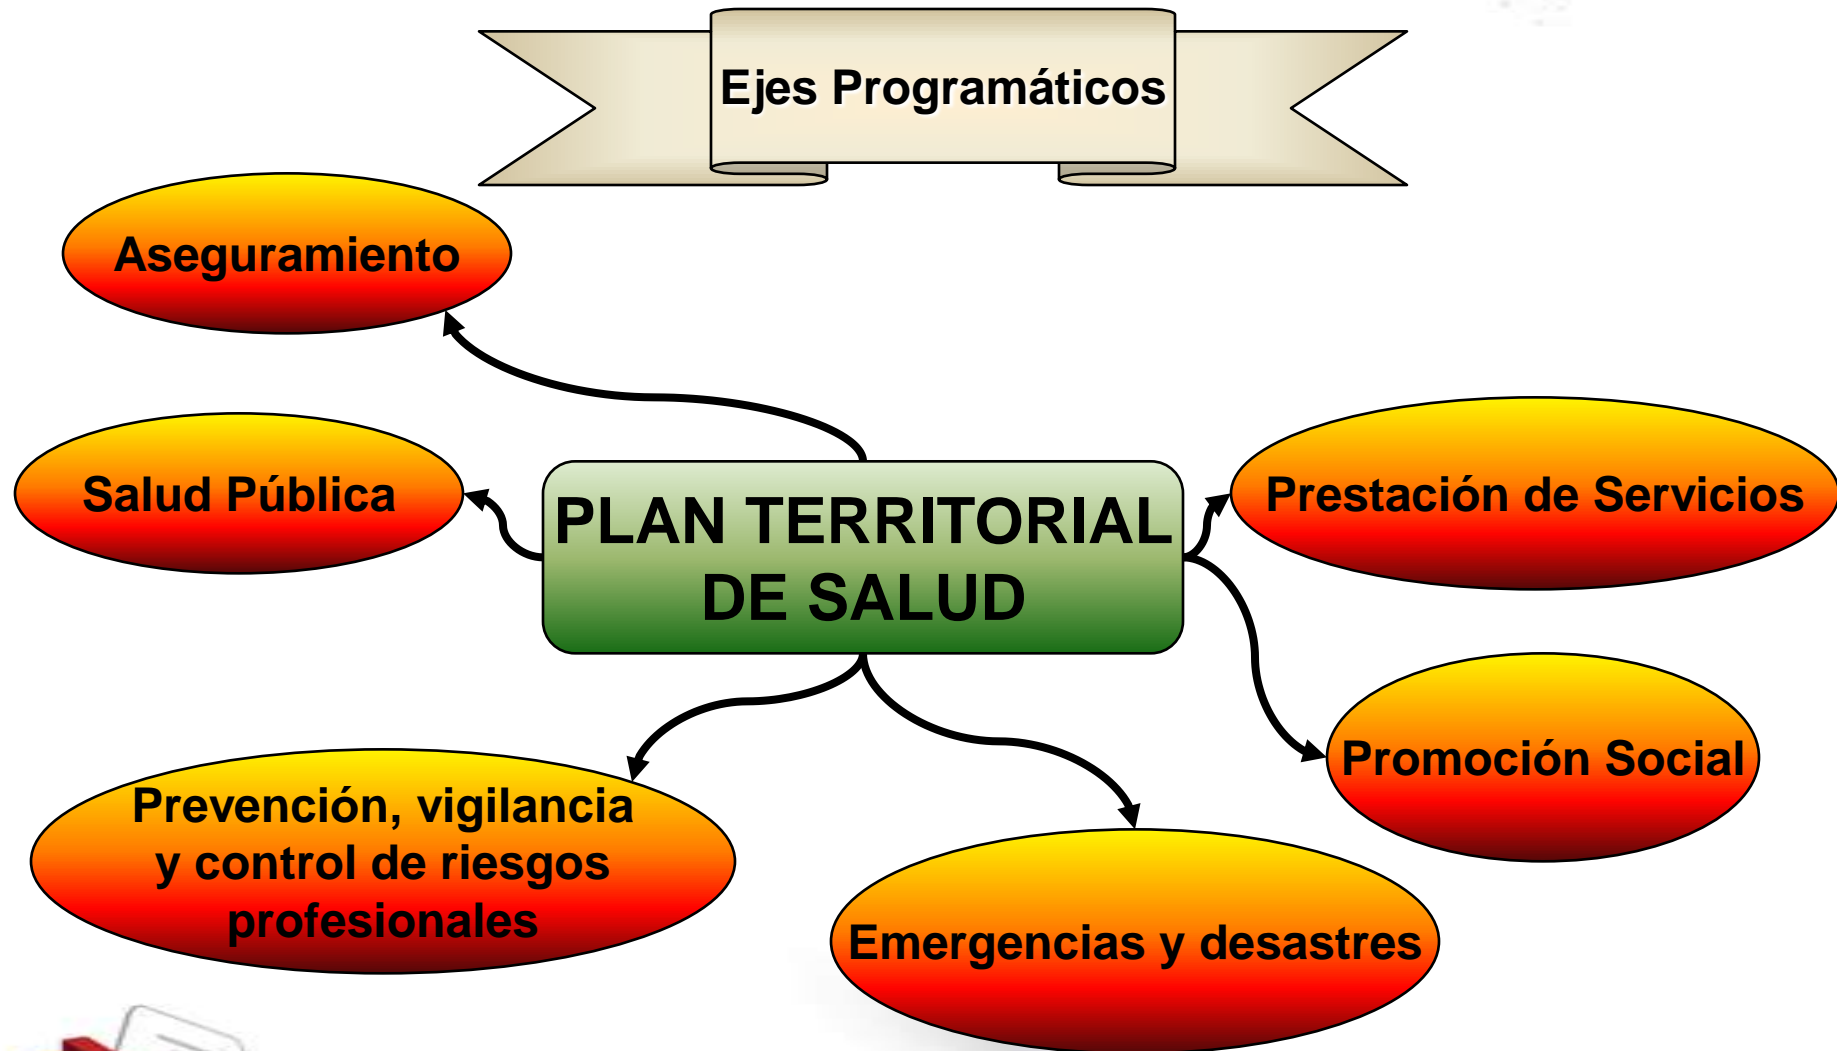 Ejes Programáticos
Aseguramiento
Salud Pública
PLAN TERRITORIAL
DE SALUD
Prestación de Servicios
Promoción Social
Prevención, vigilancia
y control de riesgos
profesionales
Emergencias y desastres